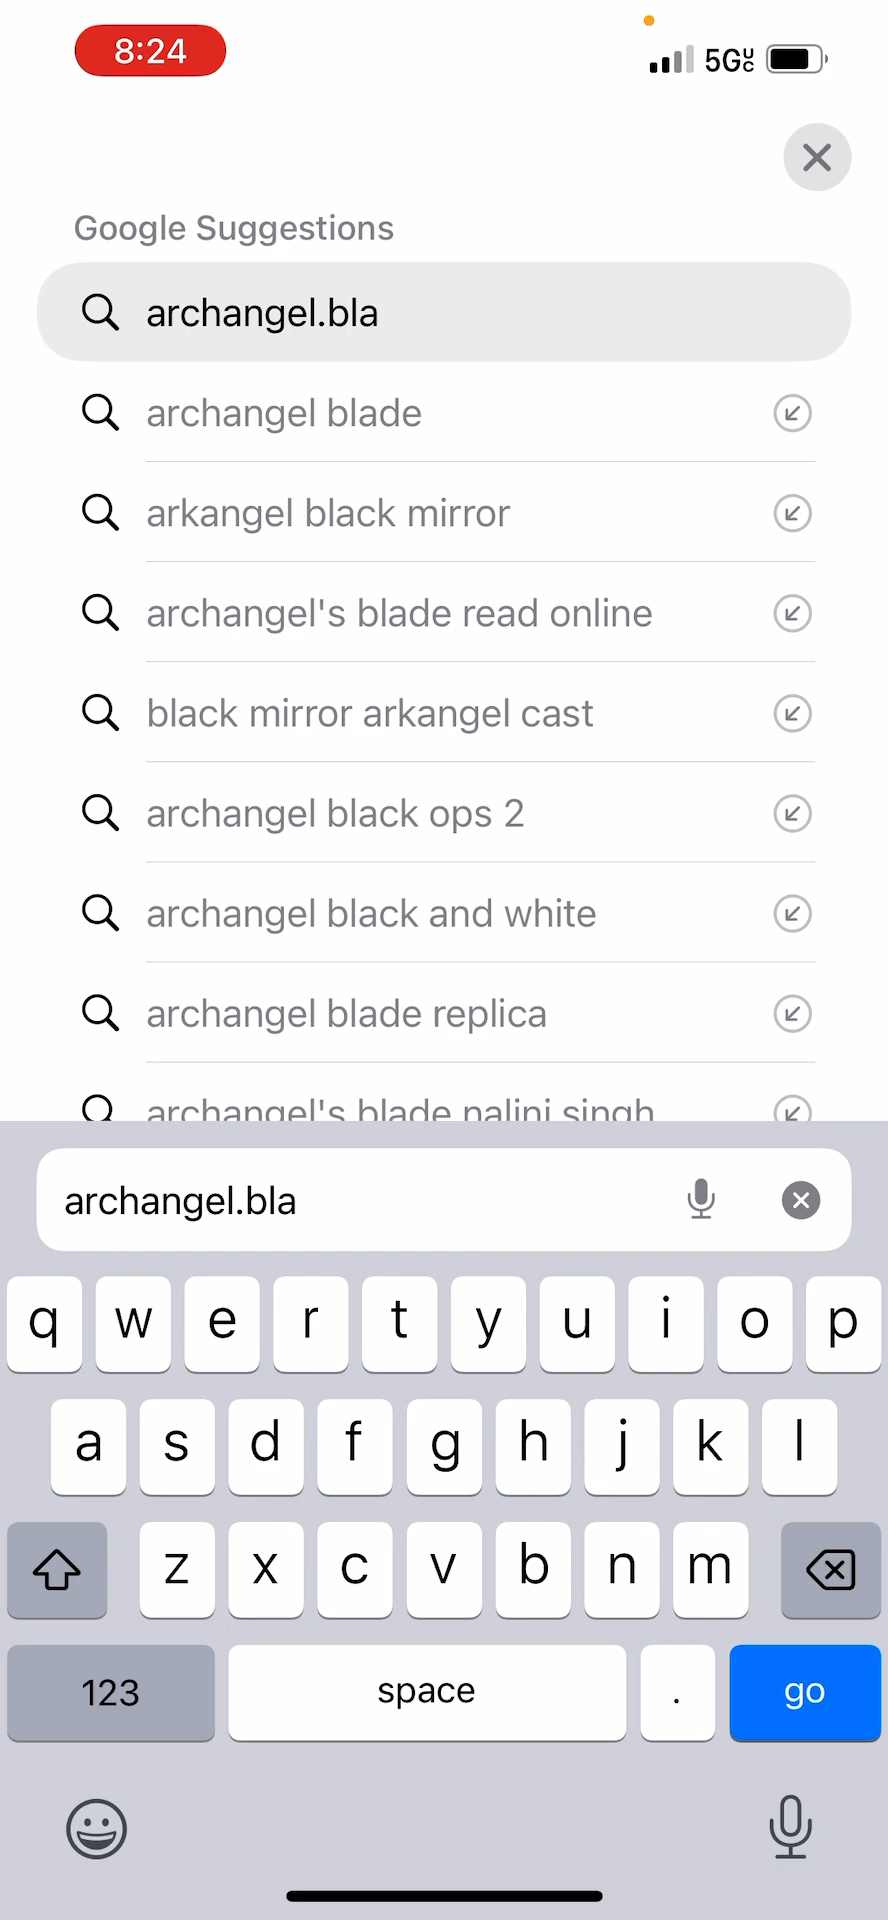 8:24
5GUC
Google Suggestions
archangel.bla
archangel blade
arkangel black mirror
archangel's blade read online
black mirror arkangel cast
archangel black ops 2
archangel black and white
archangel blade replica
archangel's blade nalini singh
archangel.bla
q w e r t y u i o p
a s d f g h j k l
z x c v b n m
123 space . go